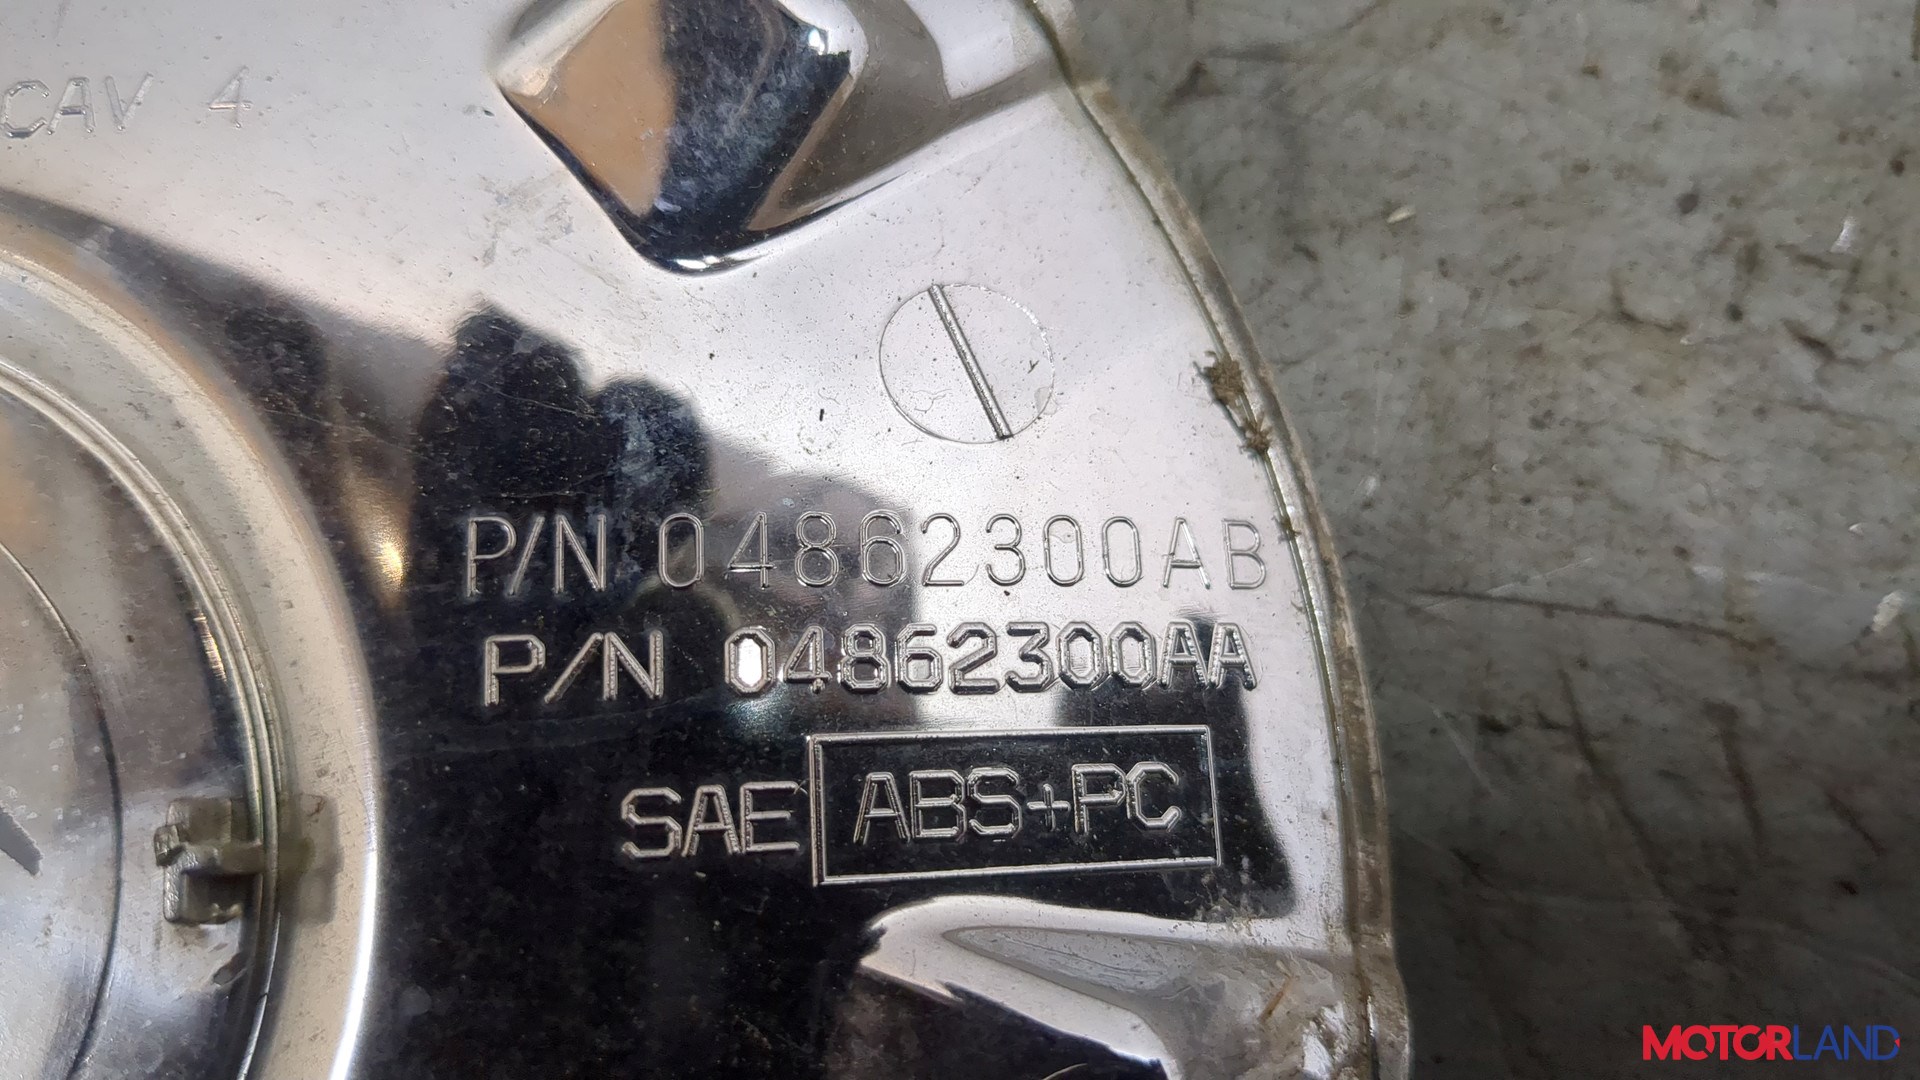 CAV 4
P/N 04862300AB
P/N 04862300AA
SAE ABS+PC
MOTORLAND